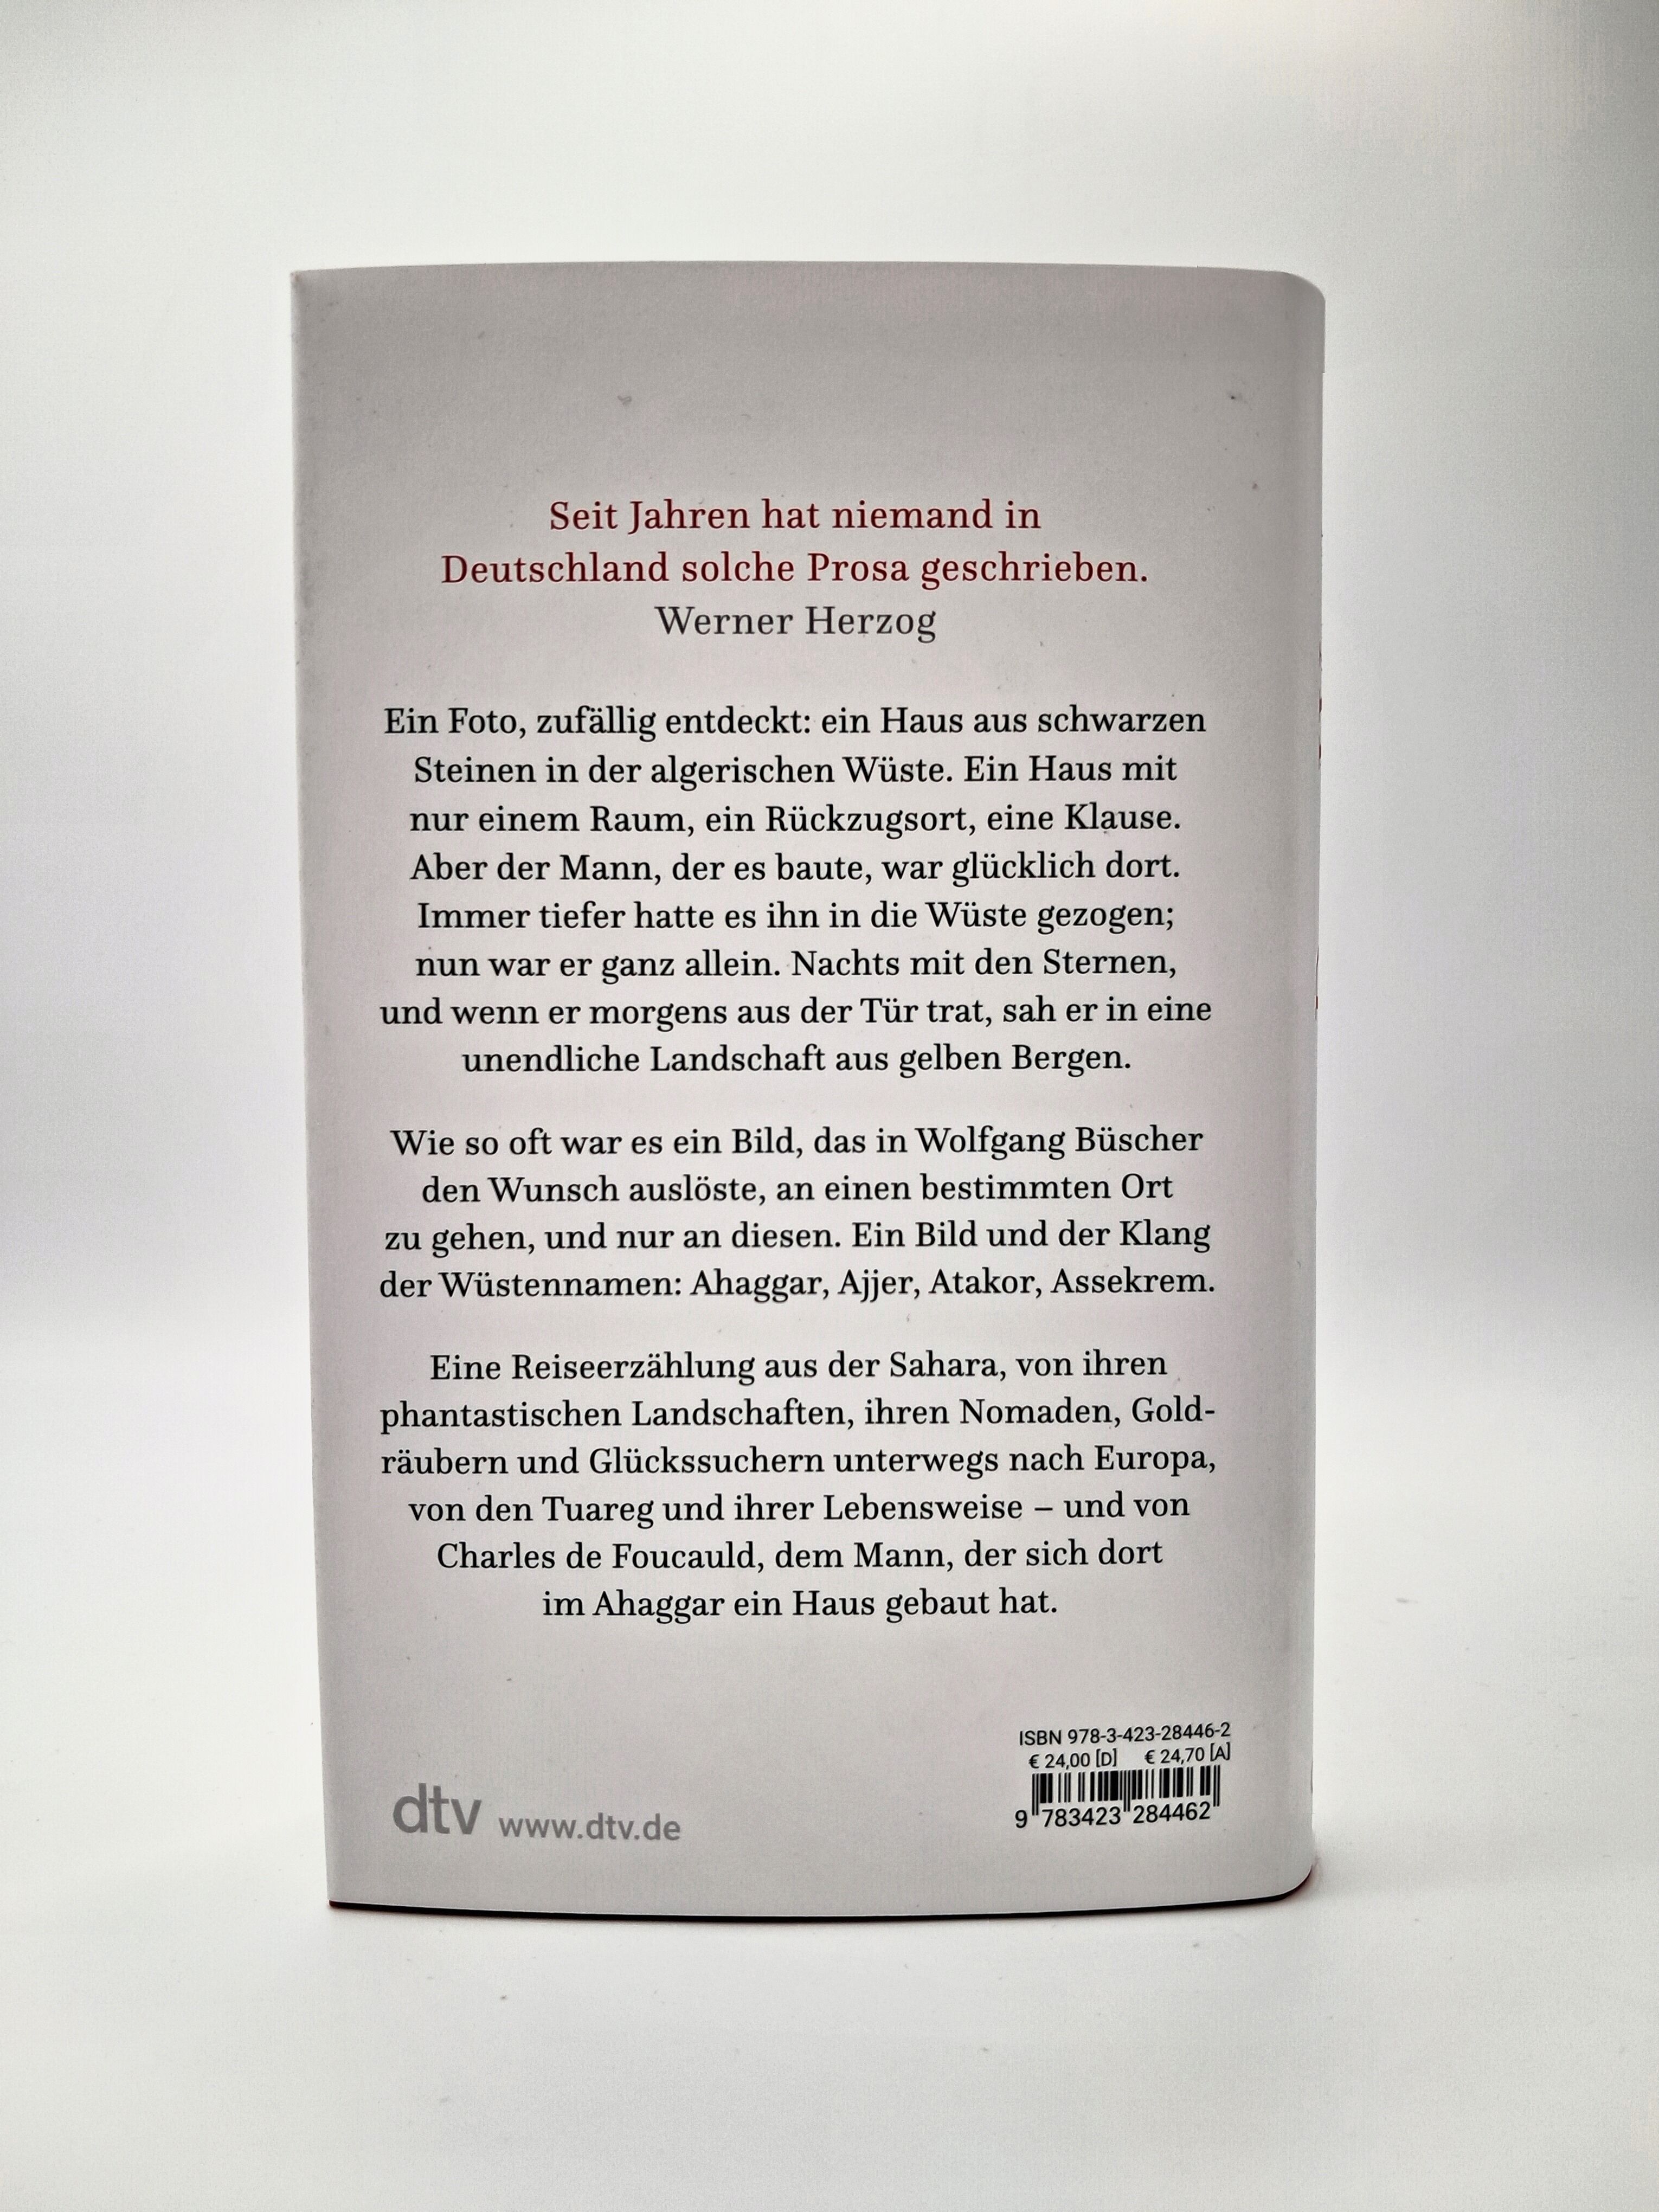 Seit Jahren hat niemand in
Deutschland solche Prosa geschrieben.
Werner Herzog
Ein Foto, zufällig entdeckt: ein Haus aus schwarzen
Steinen in der algerischen Wüste. Ein Haus mit
nur einem Raum, ein Rückzugsort, eine Klause.
Aber der Mann, der es baute, war glücklich dort.
Immer tiefer hatte es ihn in die Wüste gezogen;
nun war er ganz allein. Nachts mit den Sternen,
und wenn er morgens aus der Tür trat, sah er in eine
unendliche Landschaft aus gelben Bergen.
Wie so oft war es ein Bild, das in Wolfgang Büscher
den Wunsch auslöste, an einen bestimmten Ort
zu gehen, und nur an diesen. Ein Bild und der Klang
der Wüstennamen: Ahaggar, Ajjer, Atakor, Assekrem.
Eine Reiseerzählung aus der Sahara, von ihren
phantastischen Landschaften, ihren Nomaden, Gold-
räubern und Glückssuchern unterwegs nach Europa,
von den Tuareg und ihrer Lebensweise – und von
Charles de Foucauld, dem Mann, der sich dort
im Ahaggar ein Haus gebaut hat.
ISBN 978-3-423-28446-2
€ 24,00 [D] € 24,70 [A]
9 783423 284462
dtv www.dtv.de